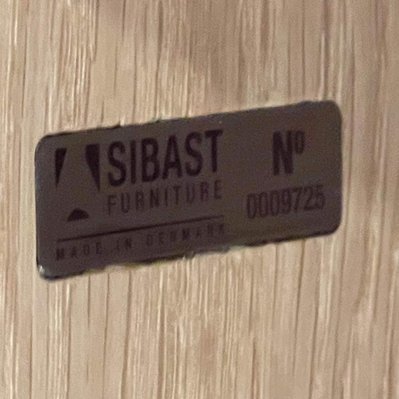 SIBAST
FURNITURE
MADE IN DENMARK
Nº
0009725